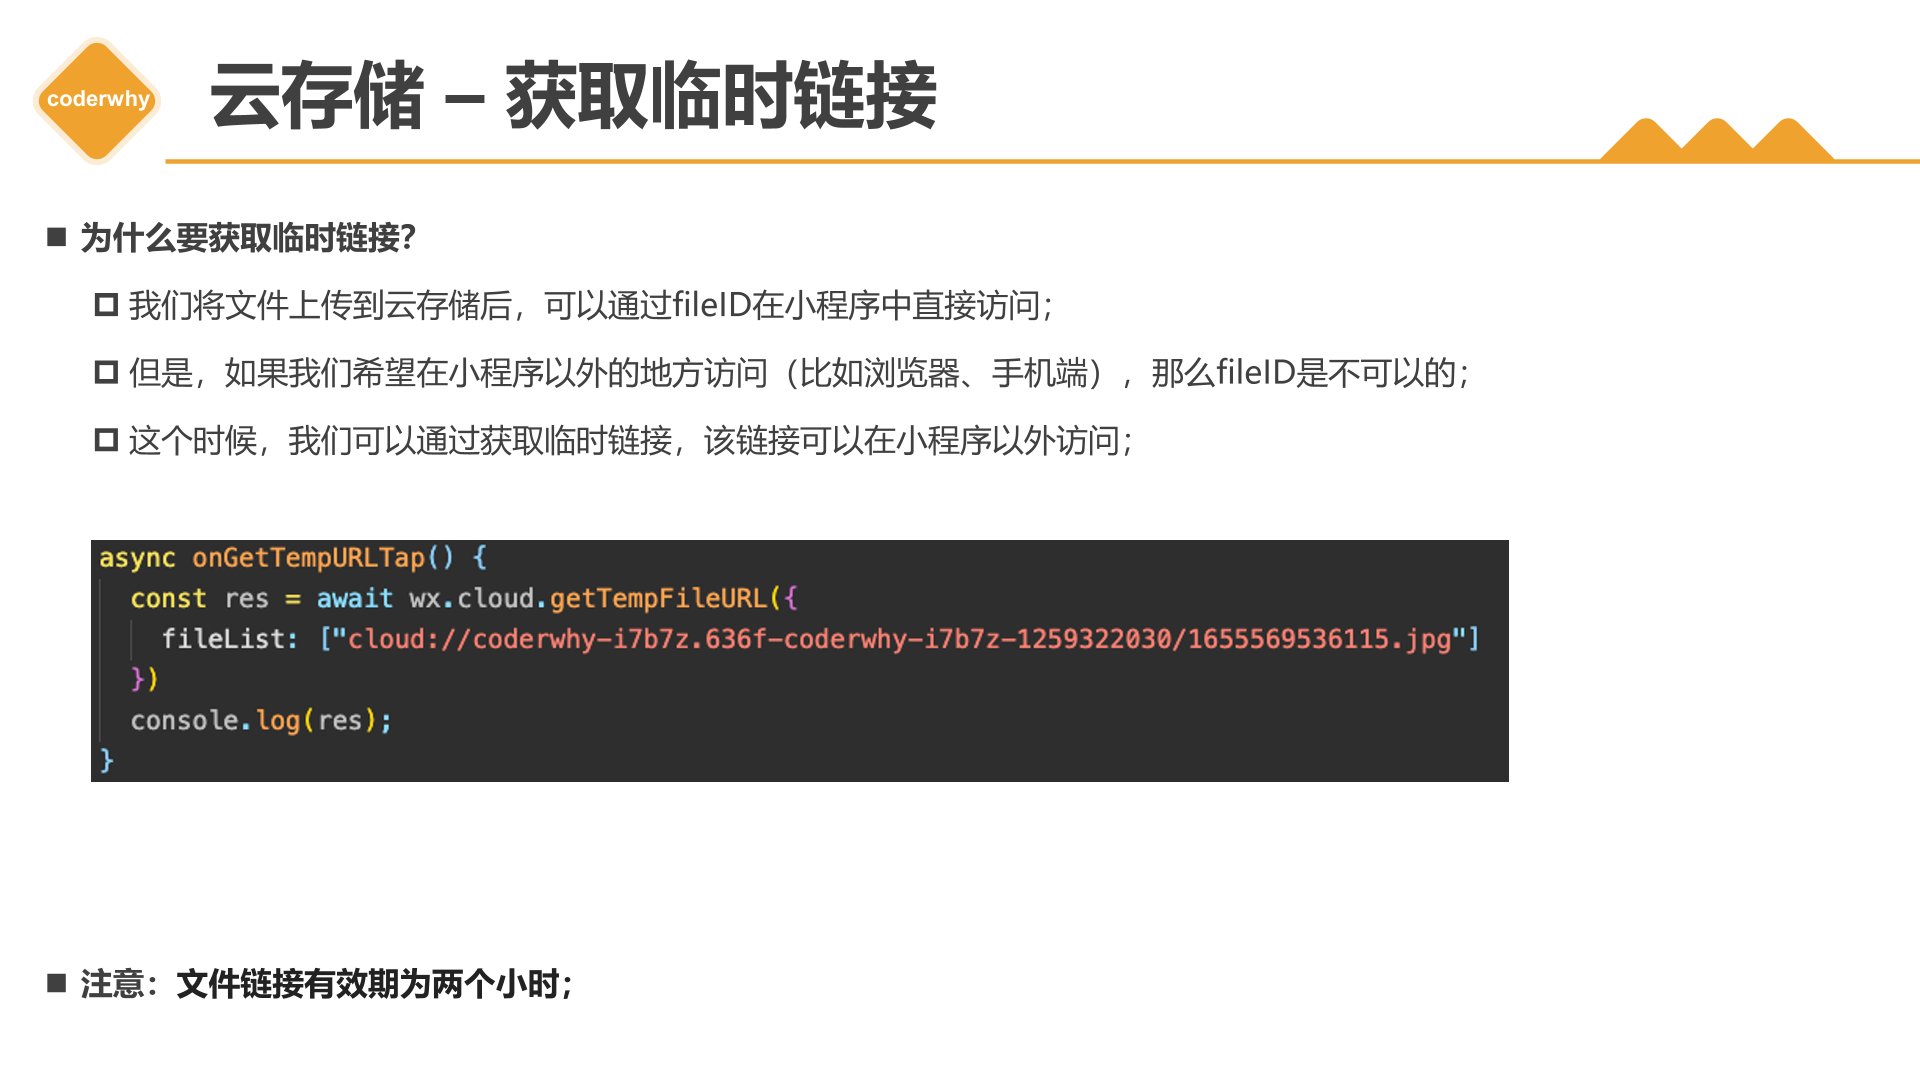 coderwhy
云存储 – 获取临时链接
为什么要获取临时链接？
我们将文件上传到云存储后，可以通过fileID在小程序中直接访问；
但是，如果我们希望在小程序以外的地方访问（比如浏览器、手机端），那么fileID是不可以的；
这个时候，我们可以通过获取临时链接，该链接可以在小程序以外访问；
async onGetTempURLTap() {
  const res = await wx.cloud.getTempFileURL({
    fileList: ["cloud://coderwhy-i7b7z.636f-coderwhy-i7b7z-1259322030/1655569536115.jpg"]
  })
  console.log(res);
}
注意：文件链接有效期为两个小时；